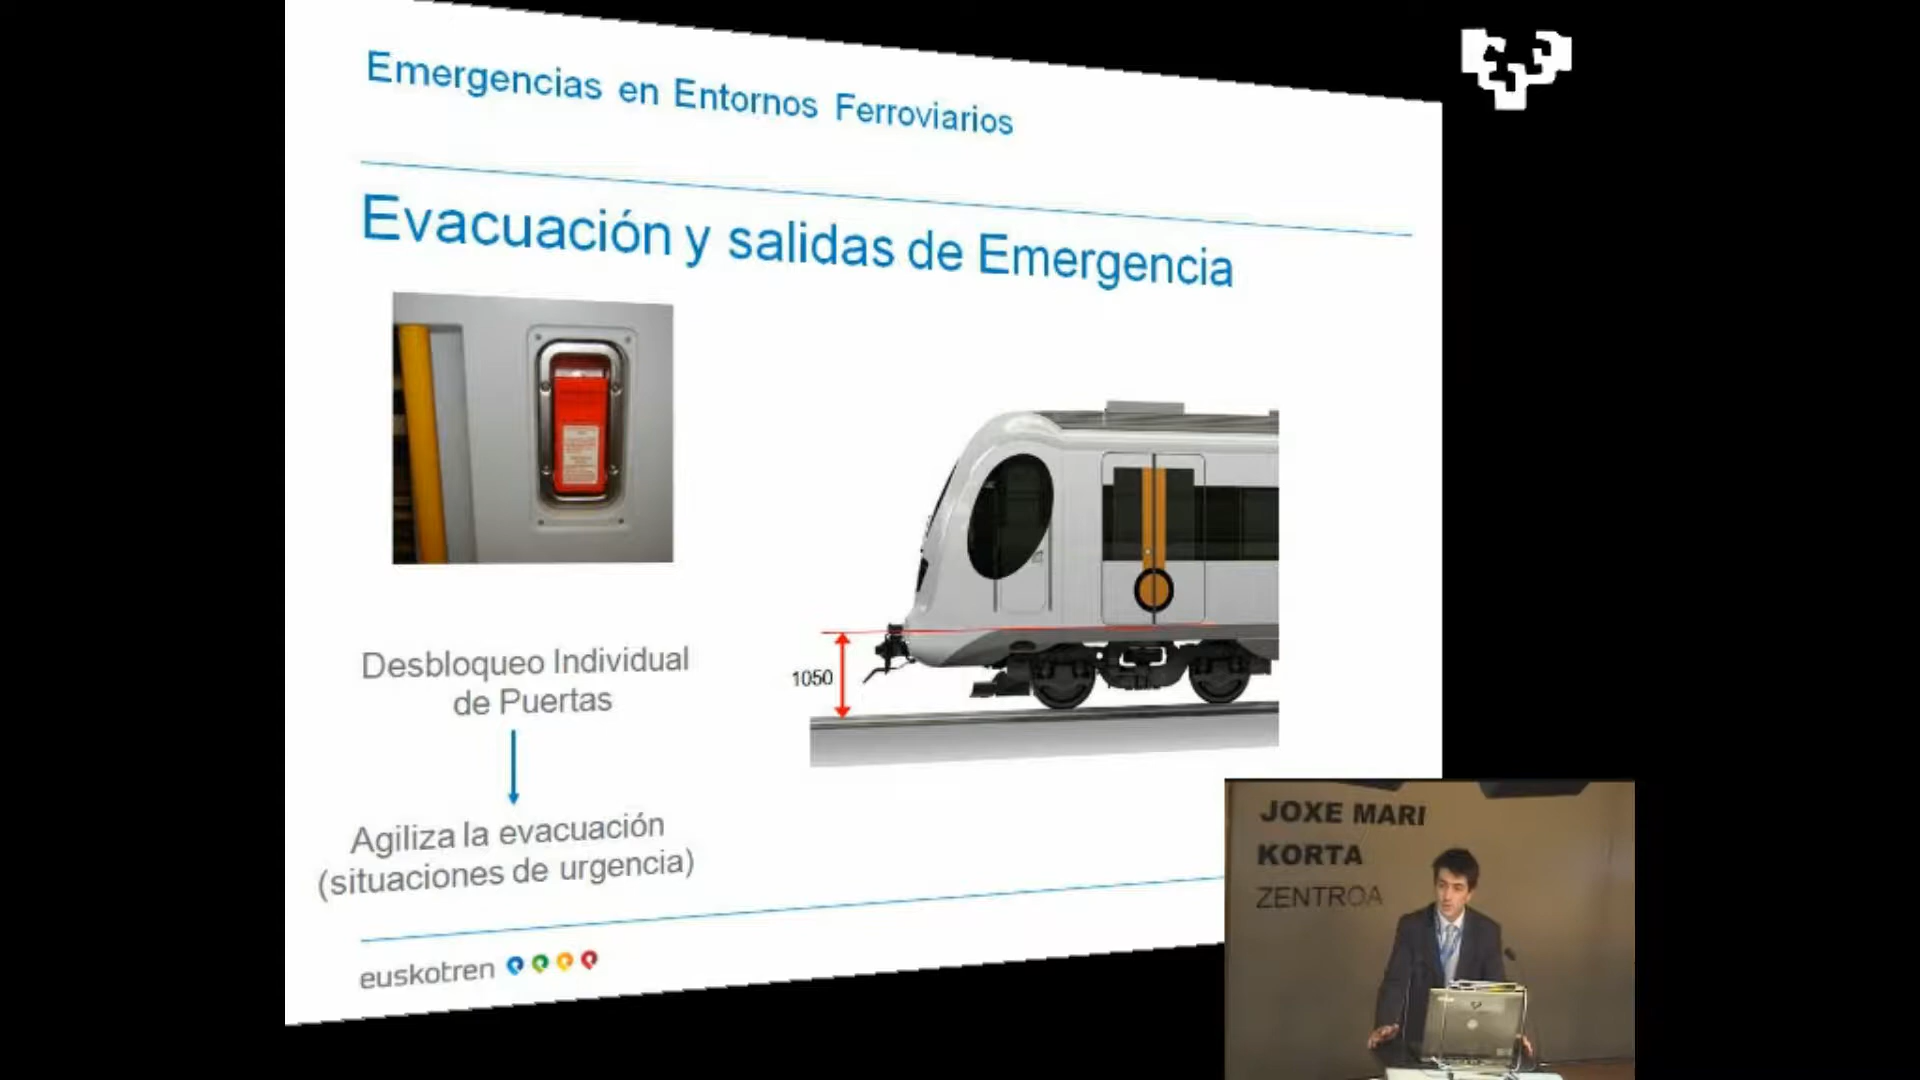 Emergencias en Entornos Ferroviarios
Evacuación y salidas de Emergencia
Desbloqueo Individual
de Puertas
1050
Agiliza la evacuación
(situaciones de urgencia)
euskotren
JOXE MARI
KORTA
ZENTROA